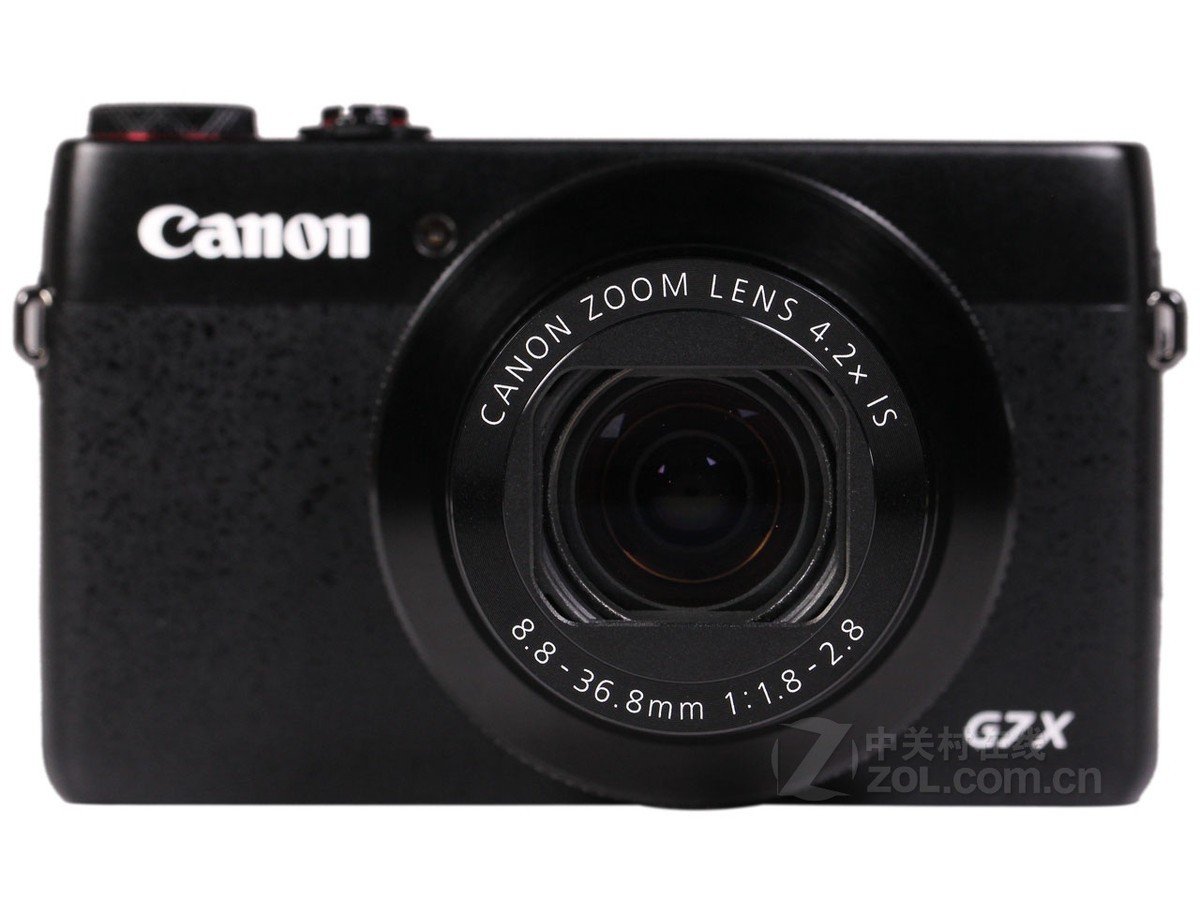 Canon
CANON ZOOM LENS 4.2x IS
8.8-36.8mm 1:1.8-2.8
G7X
中关村在线
ZOL.com.cn